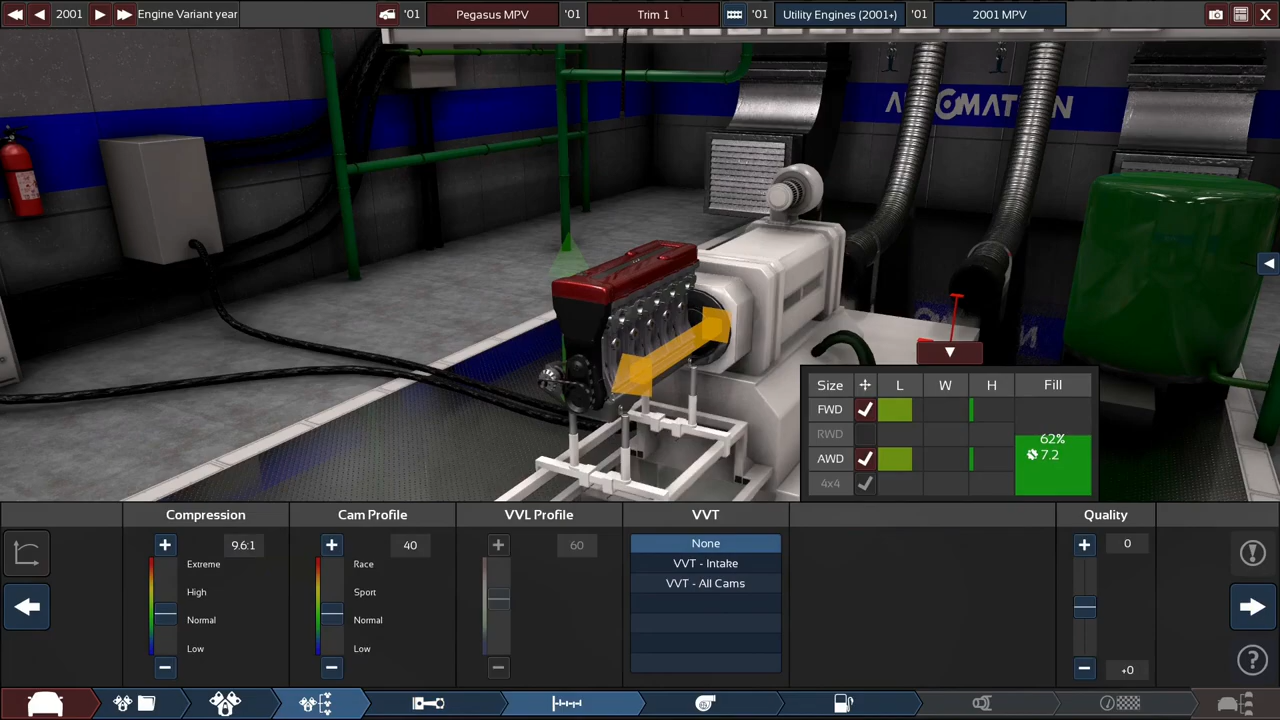 2001
Engine Variant year
'01
Pegasus MPV
'01
Trim 1
'01
Utility Engines (2001+)
'01
2001 MPV
AUTOMATION
Size
L
W
H
Fill
FWD
RWD
AWD
4x4
62%
7.2
Compression
9.6:1
Extreme
High
Normal
Low
Cam Profile
40
Race
Sport
Normal
Low
VVL Profile
60
VVT
None
VVT - Intake
VVT - All Cams
Quality
0
+0